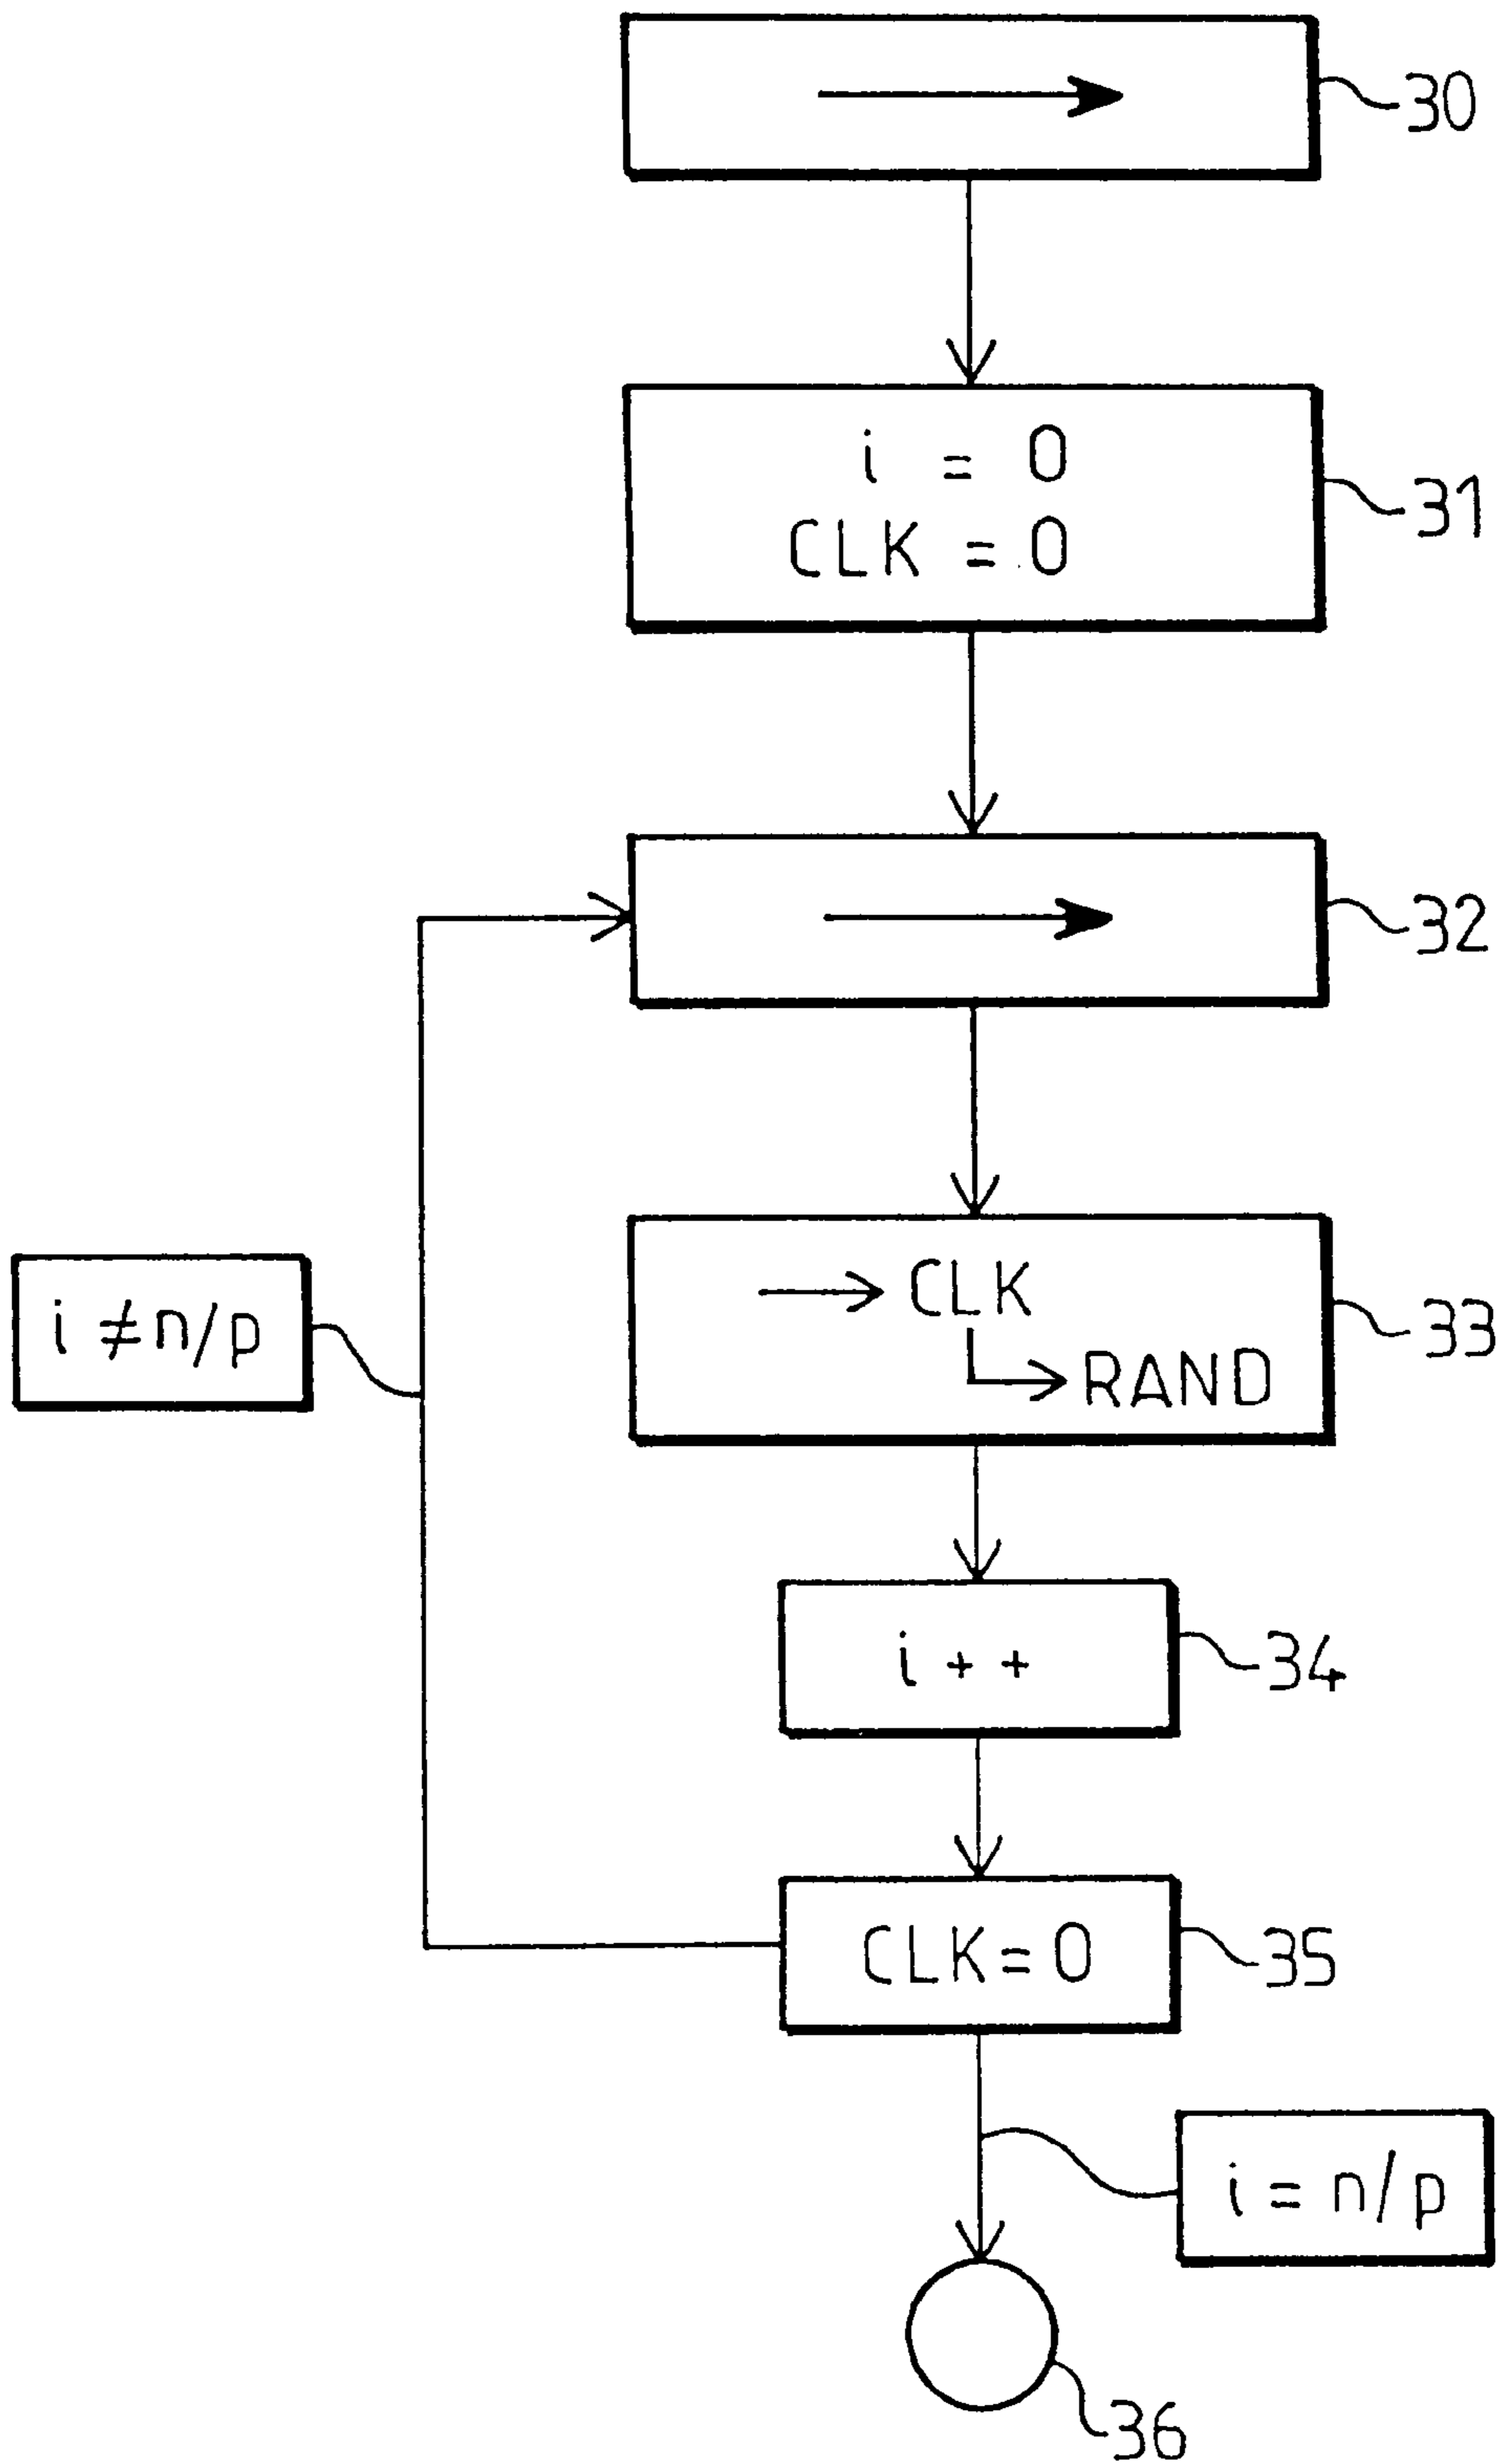 30
i = 0
CLK = 0
31
32
CLK
RAND
33
i ≠ n/p
i + +
34
CLK = 0
35
i = n/p
36